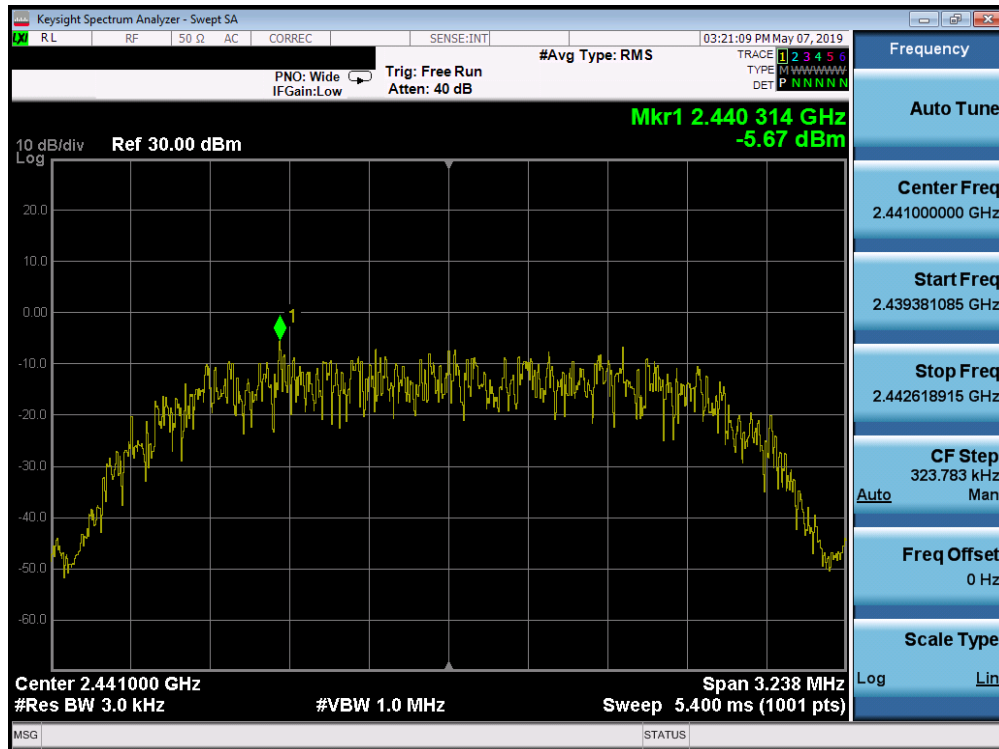 Keysight Spectrum Analyzer - Swept SA
LXI RL RF 50 Ω AC CORREC SENSE:INT 03:21:09 PM May 07, 2019
PNO: Wide Trig: Free Run #Avg Type: RMS TRACE 1 2 3 4 5 6
IFGain:Low Atten: 40 dB TYPE M WWWWW
DET P N N N N N
Mkr1 2.440 314 GHz
-5.67 dBm
10 dB/div Ref 30.00 dBm
Log
20.0
10.0
0.00
-10.0
-20.0
-30.0
-40.0
-50.0
-60.0
1
Center 2.441000 GHz Span 3.238 MHz
#Res BW 3.0 kHz #VBW 1.0 MHz Sweep 5.400 ms (1001 pts)
MSG STATUS
Frequency
Auto Tune
Center Freq
2.441000000 GHz
Start Freq
2.439381085 GHz
Stop Freq
2.442618915 GHz
CF Step
323.783 kHz
Auto Man
Freq Offset
0 Hz
Scale Type
Log Lin